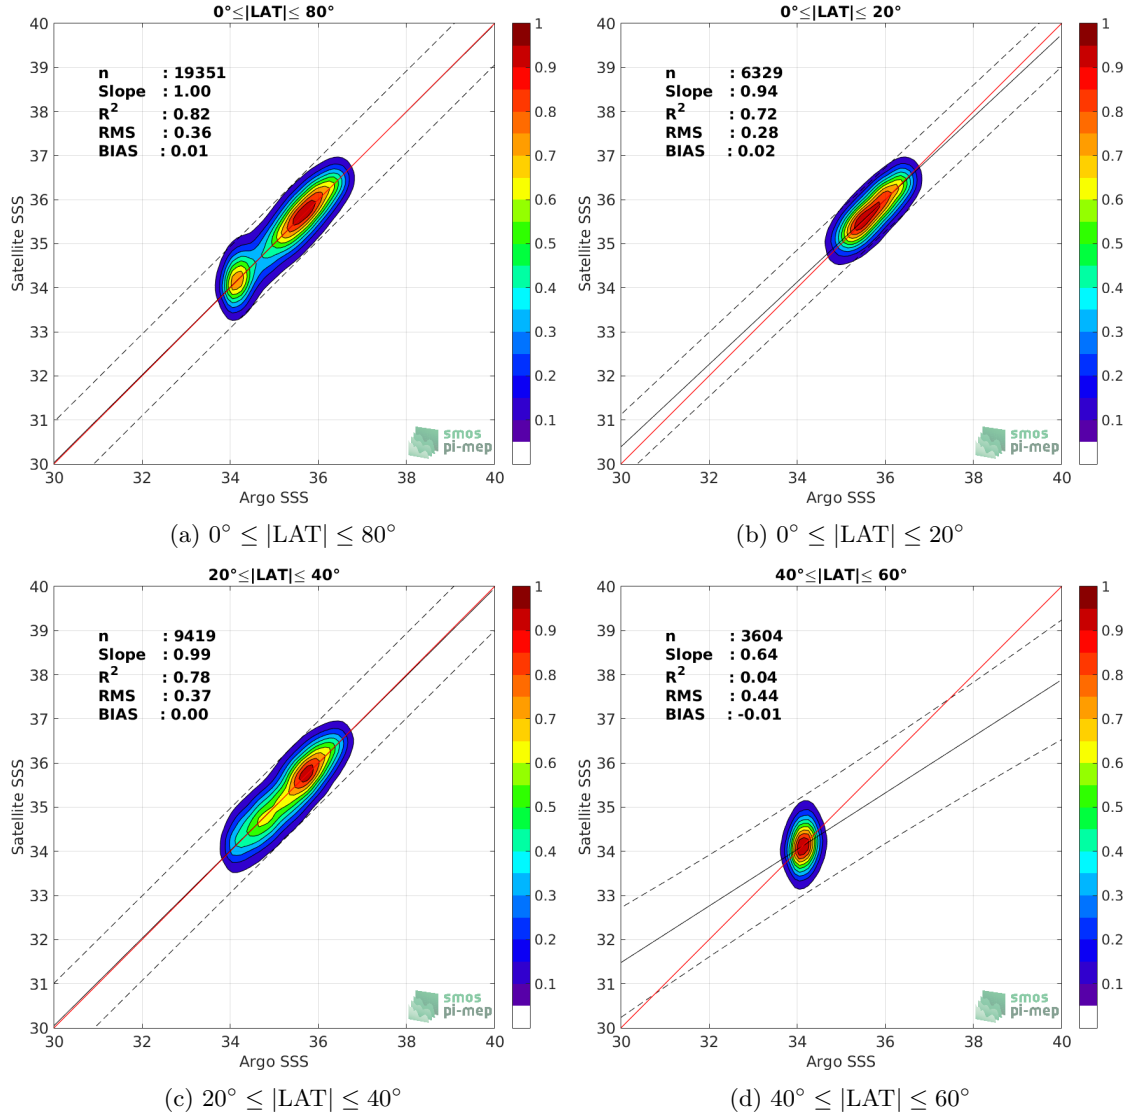 0°≤|LAT|≤ 80°
n : 19351
Slope : 1.00
R2 : 0.82
RMS : 0.36
BIAS : 0.01
40
39
38
37
36
35
34
33
32
31
30
Satellite SSS
30 32 34 36 38 40
Argo SSS
smos
pi-mep
1
0.9
0.8
0.7
0.6
0.5
0.4
0.3
0.2
0.1
(a) 0° ≤ |LAT| ≤ 80°
0°≤|LAT|≤ 20°
n : 6329
Slope : 0.94
R2 : 0.72
RMS : 0.28
BIAS : 0.02
40
39
38
37
36
35
34
33
32
31
30
Satellite SSS
30 32 34 36 38 40
Argo SSS
smos
pi-mep
1
0.9
0.8
0.7
0.6
0.5
0.4
0.3
0.2
0.1
(b) 0° ≤ |LAT| ≤ 20°
20°≤|LAT|≤ 40°
n : 9419
Slope : 0.99
R2 : 0.78
RMS : 0.37
BIAS : 0.00
40
39
38
37
36
35
34
33
32
31
30
Satellite SSS
30 32 34 36 38 40
Argo SSS
smos
pi-mep
1
0.9
0.8
0.7
0.6
0.5
0.4
0.3
0.2
0.1
(c) 20° ≤ |LAT| ≤ 40°
40°≤|LAT|≤ 60°
n : 3604
Slope : 0.64
R2 : 0.04
RMS : 0.44
BIAS : -0.01
40
39
38
37
36
35
34
33
32
31
30
Satellite SSS
30 32 34 36 38 40
Argo SSS
smos
pi-mep
1
0.9
0.8
0.7
0.6
0.5
0.4
0.3
0.2
0.1
(d) 40° ≤ |LAT| ≤ 60°